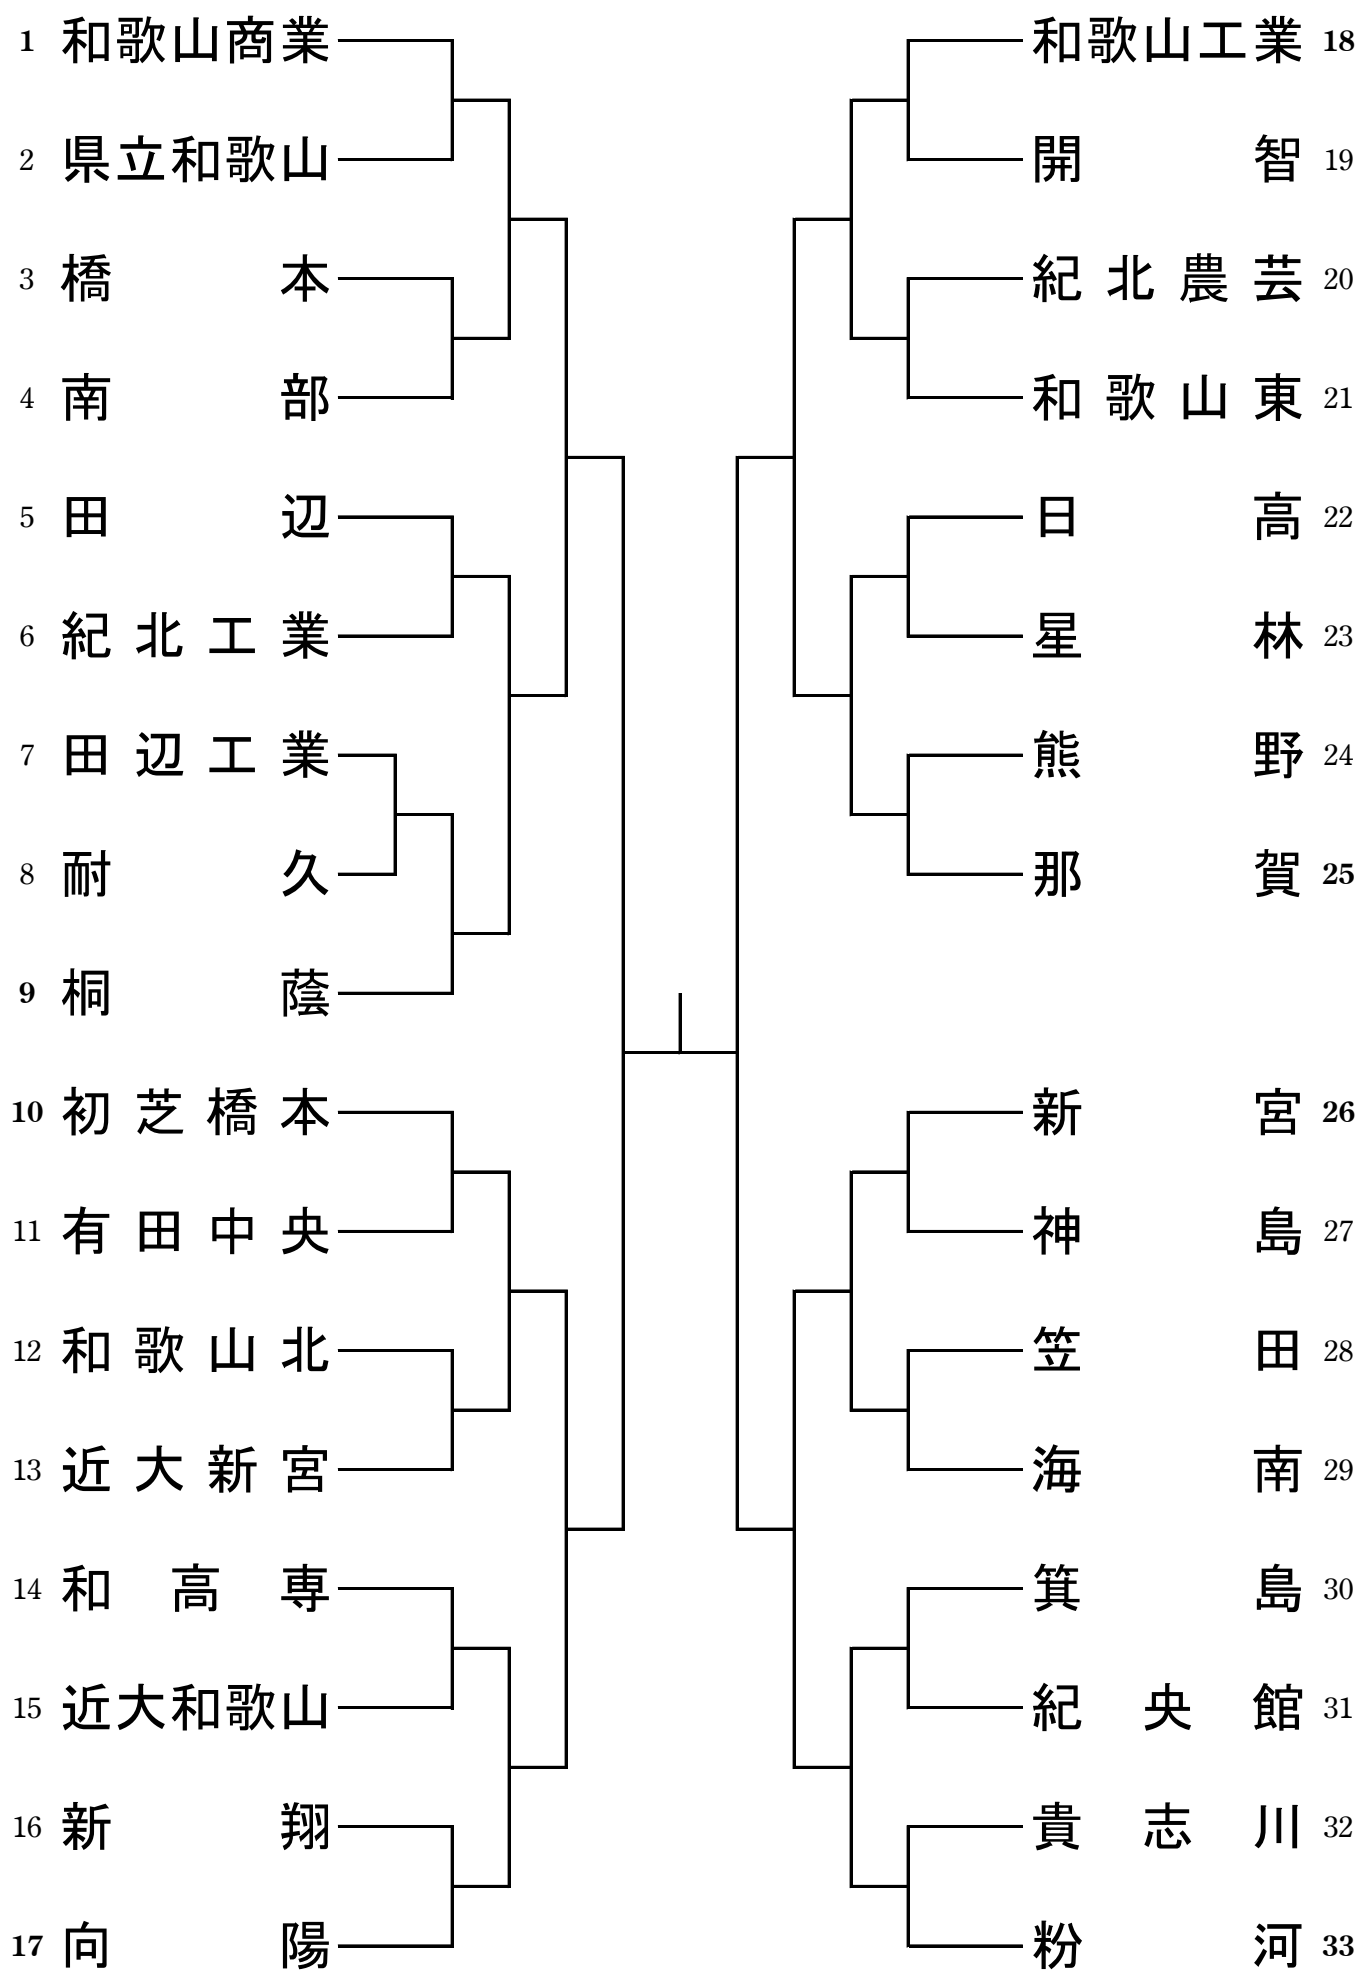 1 和歌山商業
2 県立和歌山
3 橋本
4 南部
5 田辺
6 紀北工業
7 田辺工業
8 耐久
9 桐蔭
10 初芝橋本
11 有田中央
12 和歌山北
13 近大新宮
14 和高専
15 近大和歌山
16 新翔
17 向陽
和歌山工業 18
開智 19
紀北農芸 20
和歌山東 21
日高 22
星林 23
熊野 24
那賀 25
新宮 26
神島 27
笠田 28
海南 29
箕島 30
紀央館 31
貴志川 32
粉河 33